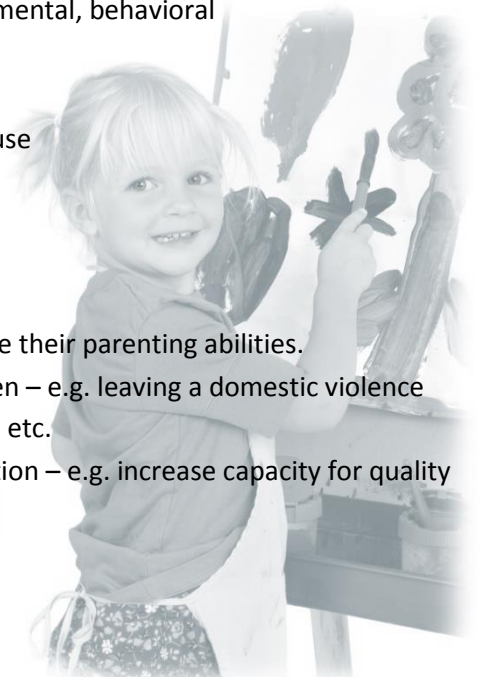 mental, behavioral
use
e their parenting abilities.
en – e.g. leaving a domestic violence
etc.
tion – e.g. increase capacity for quality